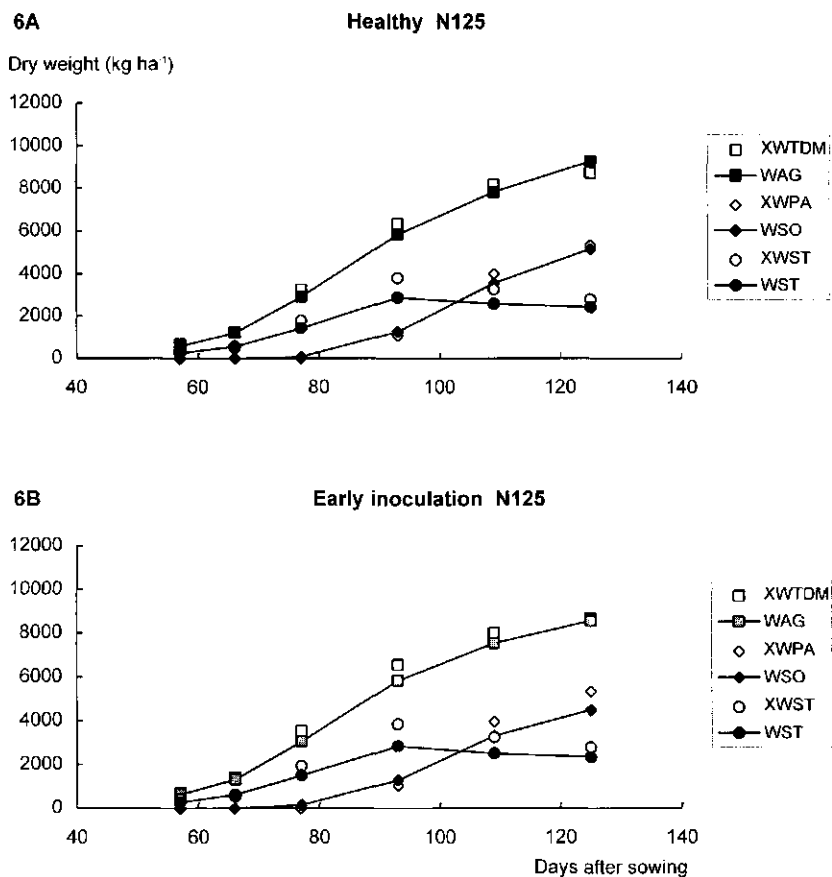 6A Healthy N125
Dry weight (kg ha⁻¹)
12000
10000
8000
6000
4000
2000
0
40 60 80 100 120 140
XWTDM
WAG
XWPA
WSO
XWST
WST
6B Early inoculation N125
12000
10000
8000
6000
4000
2000
0
40 60 80 100 120 140
Days after sowing
XWTDM
WAG
XWPA
WSO
XWST
WST